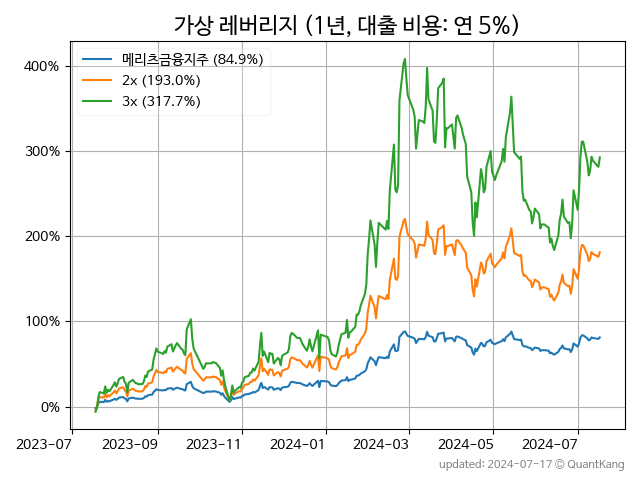 가상 레버리지 (1년, 대출 비용: 연 5%)
메리츠금융지주 (84.9%)
2x (193.0%)
3x (317.7%)
400%
300%
200%
100%
0%
2023-07 2023-09 2023-11 2024-01 2024-03 2024-05 2024-07
updated: 2024-07-17 © QuantKang